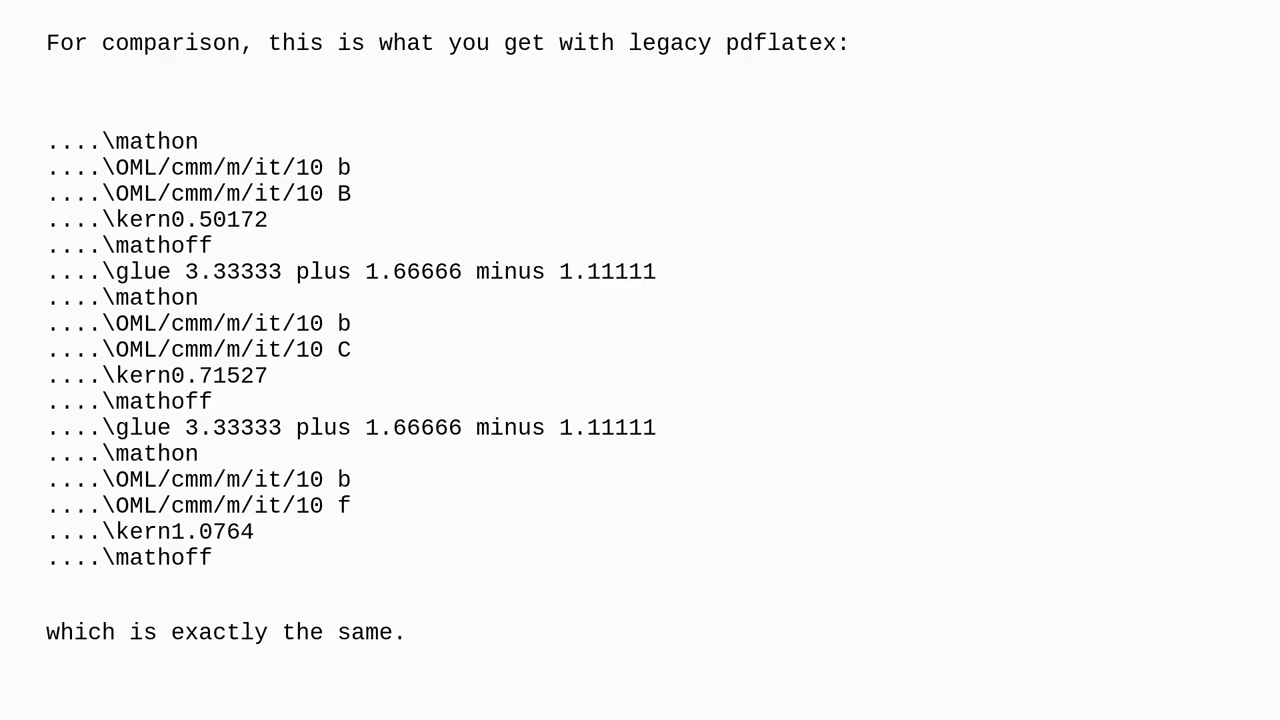 For comparison, this is what you get with legacy pdflatex:
....\mathon
....\OML/cmm/m/it/10 b
....\OML/cmm/m/it/10 B
....\kern0.50172
....\mathoff
....\glue 3.33333 plus 1.66666 minus 1.11111
....\mathon
....\OML/cmm/m/it/10 b
....\OML/cmm/m/it/10 C
....\kern0.71527
....\mathoff
....\glue 3.33333 plus 1.66666 minus 1.11111
....\mathon
....\OML/cmm/m/it/10 b
....\OML/cmm/m/it/10 f
....\kern1.0764
....\mathoff
which is exactly the same.